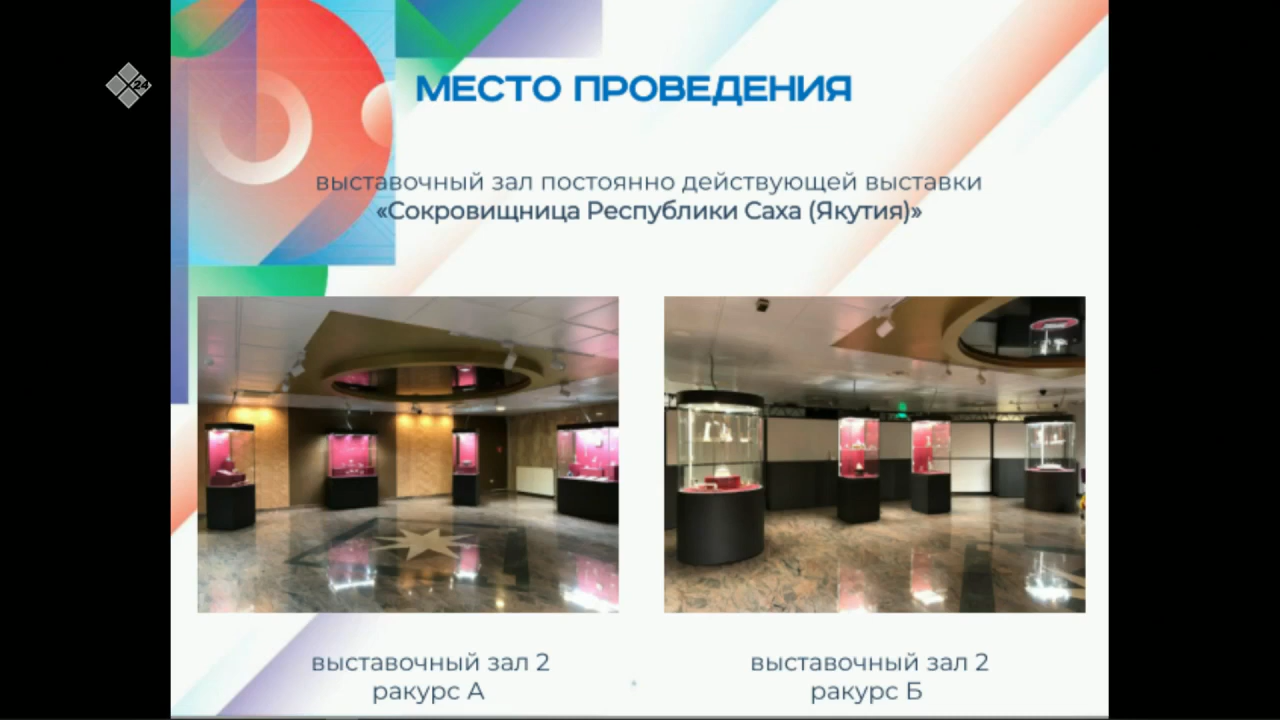 24
МЕСТО ПРОВЕДЕНИЯ
выставочный зал постоянно действующей выставки
«Сокровищница Республики Саха (Якутия)»
выставочный зал 2
ракурс А
выставочный зал 2
ракурс Б